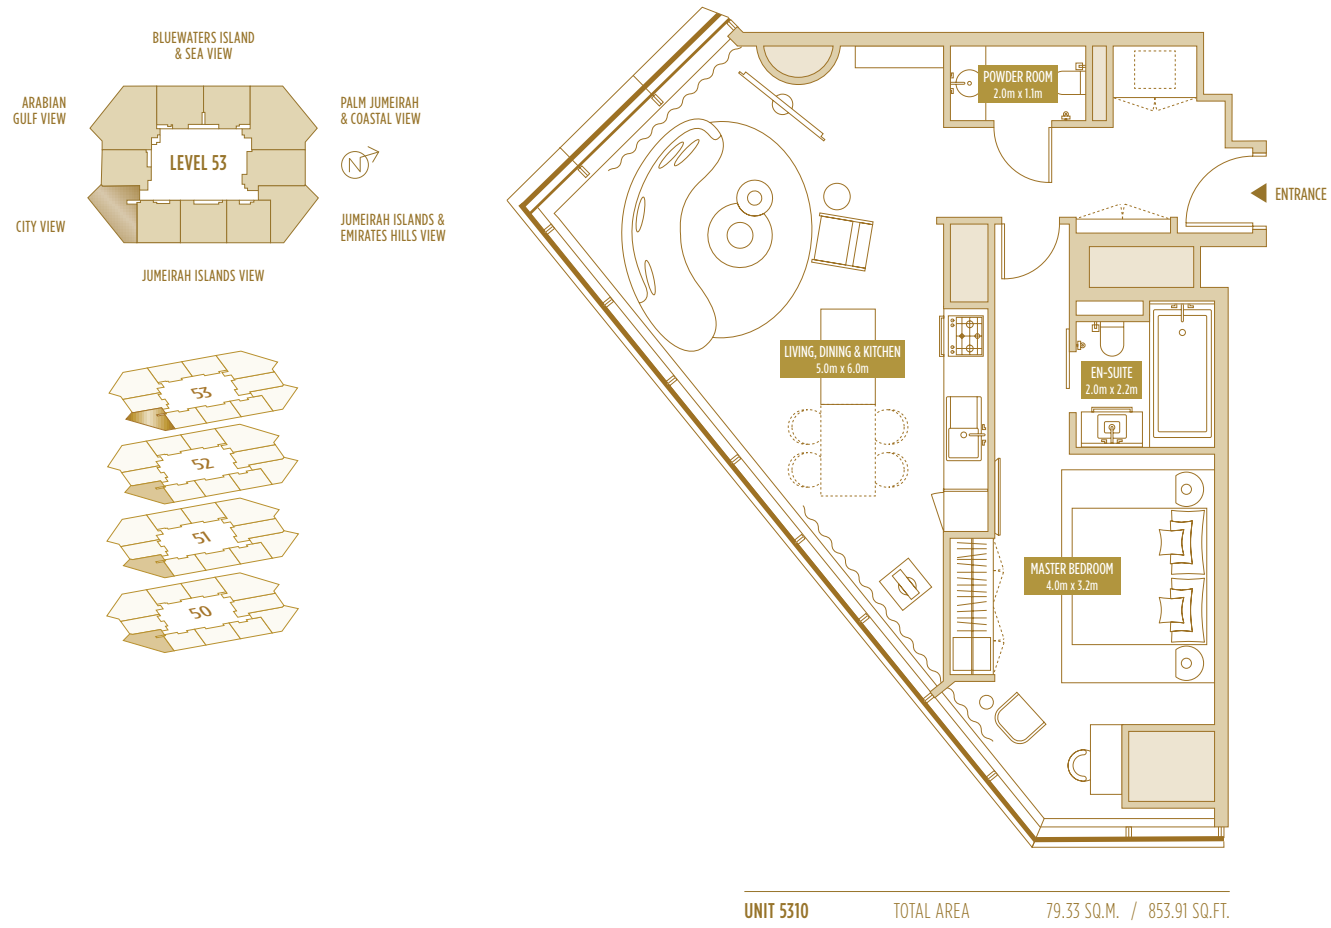 BLUEWATERS ISLAND
& SEA VIEW
ARABIAN
GULF VIEW
PALM JUMEIRAH
& COASTAL VIEW
LEVEL 53
N
CITY VIEW
JUMEIRAH ISLANDS &
EMIRATES HILLS VIEW
JUMEIRAH ISLANDS VIEW
53
52
51
50
POWDER ROOM
2.0m x 1.1m
ENTRANCE
LIVING, DINING & KITCHEN
5.0m x 6.0m
EN-SUITE
2.0m x 2.2m
MASTER BEDROOM
4.0m x 3.2m
UNIT 5310 TOTAL AREA 79.33 SQ.M. / 853.91 SQ.FT.